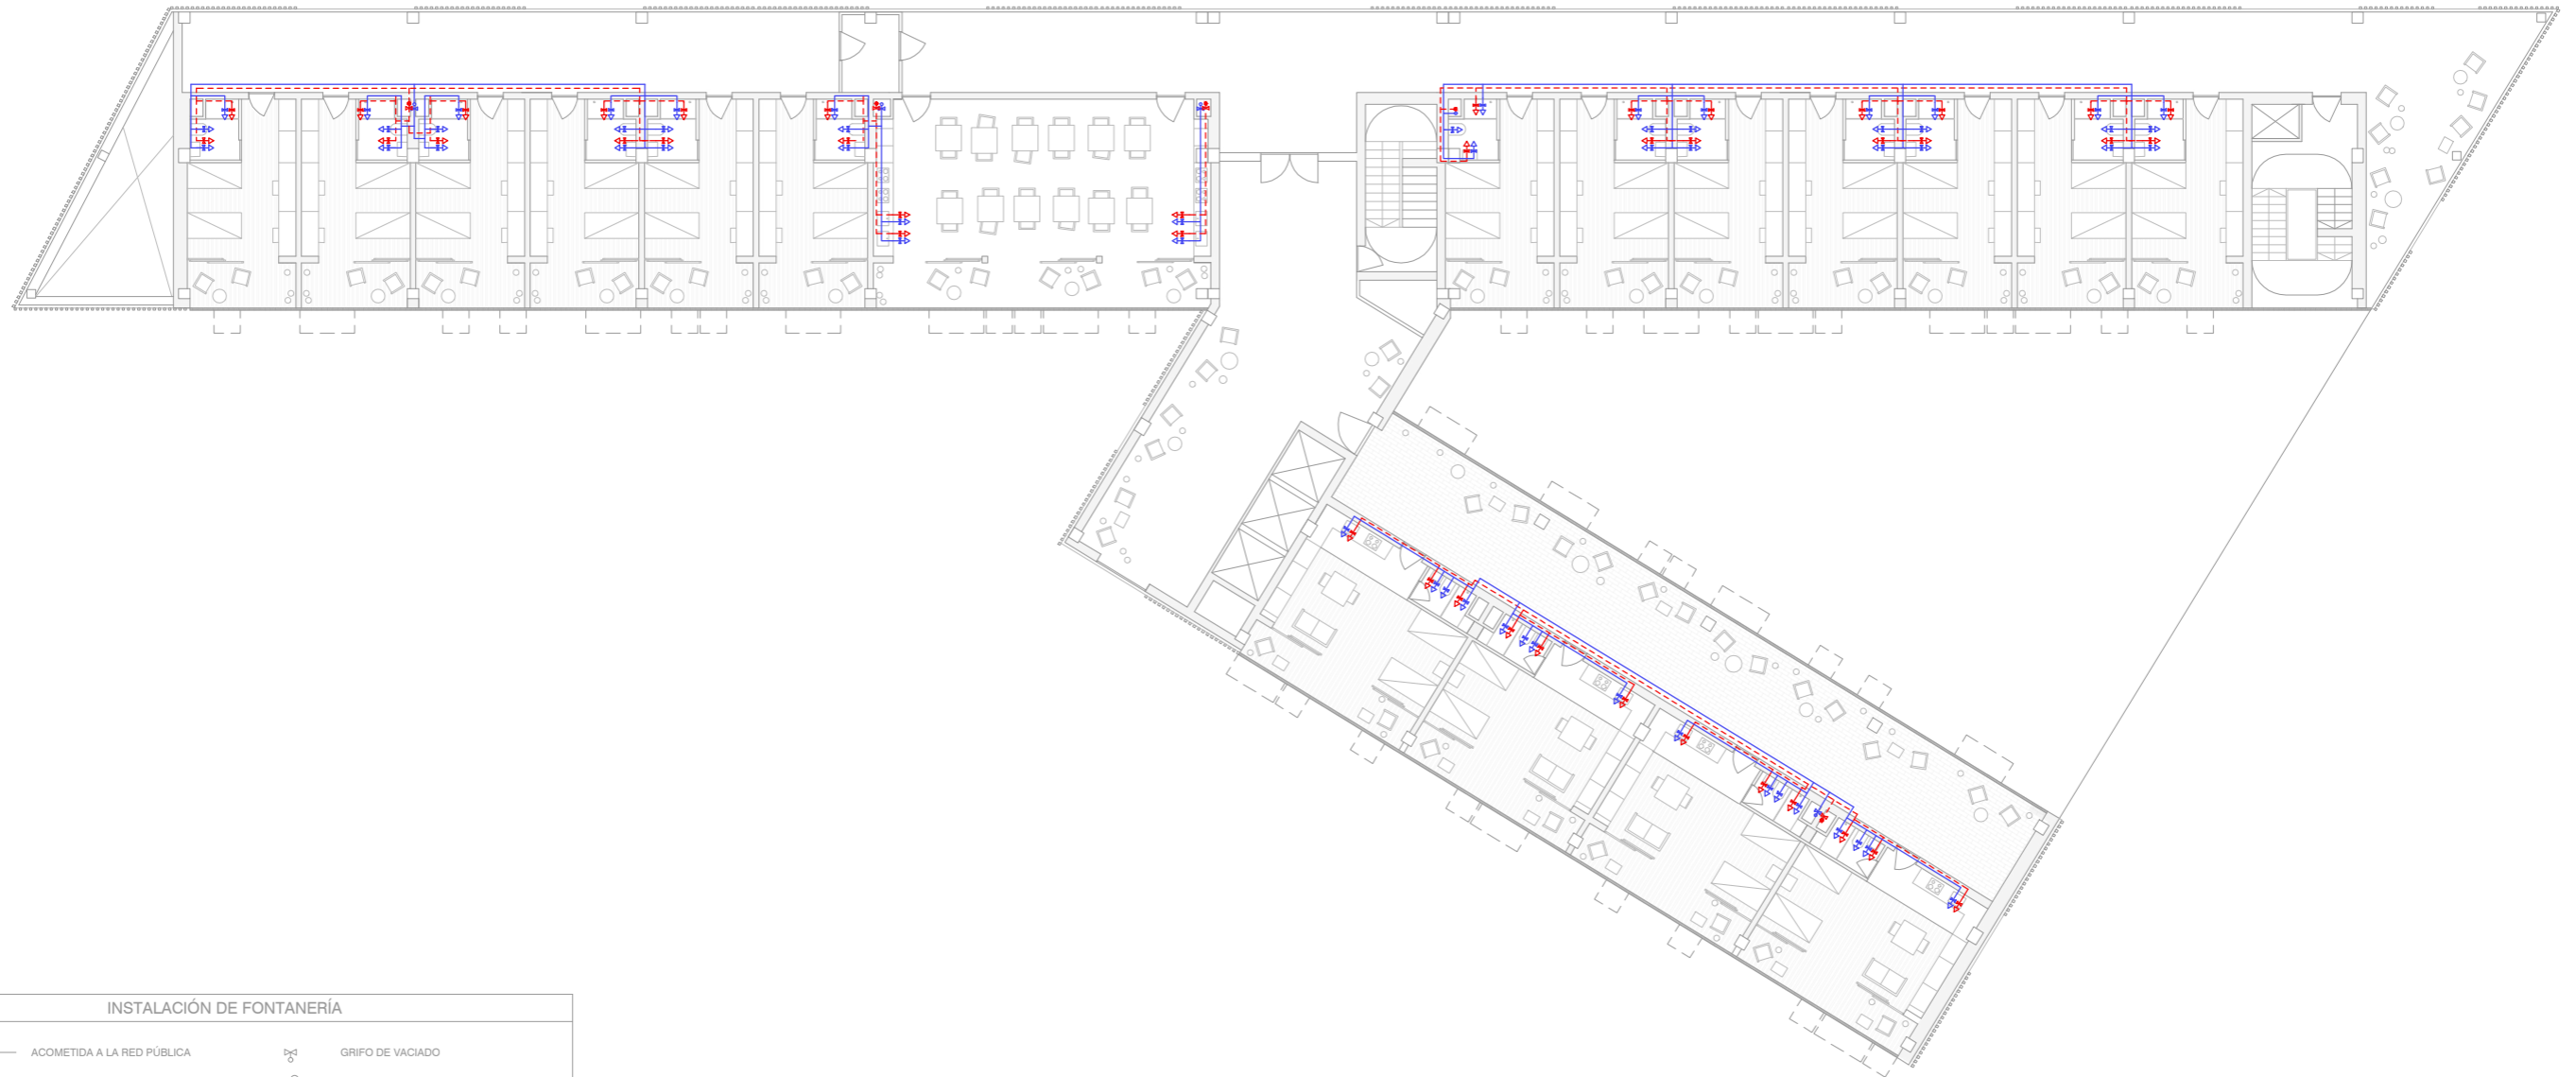 INSTALACIÓN DE FONTANERÍA
ACOMETIDA A LA RED PÚBLICA
GRIFO DE VACIADO